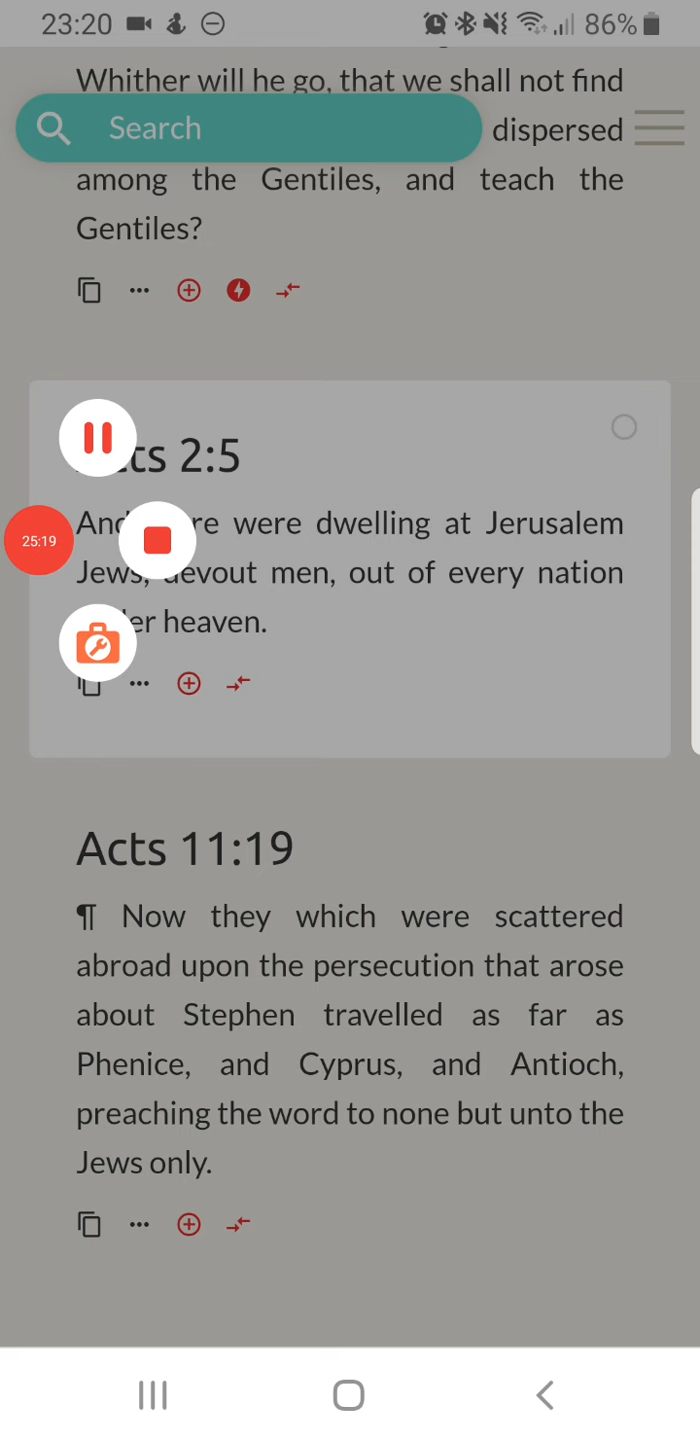 23:20 86%
Whither will he go, that we shall not find
Search dispersed
among the Gentiles, and teach the
Gentiles?
ts 2:5
An re were dwelling at Jerusalem
Jews, devout men, out of every nation
25:19
er heaven.
Acts 11:19
¶ Now they which were scattered
abroad upon the persecution that arose
about Stephen travelled as far as
Phenice, and Cyprus, and Antioch,
preaching the word to none but unto the
Jews only.